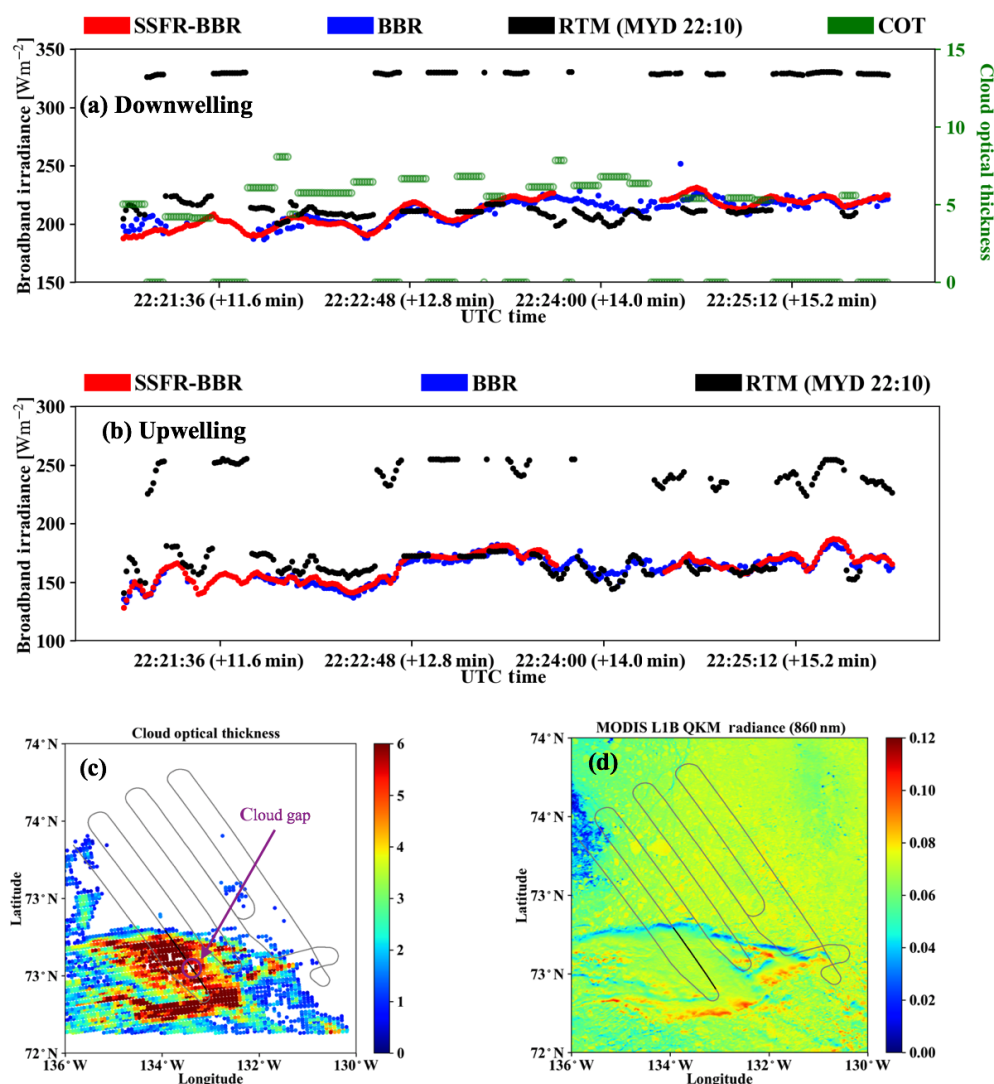 SSFR-BBR BBR RTM (MYD 22:10) COT
350
300
250
200
150
15
10
5
0
Broadband irradiance [Wm⁻²]
Cloud optical thickness
(a) Downwelling
22:21:36 (+11.6 min) 22:22:48 (+12.8 min) 22:24:00 (+14.0 min) 22:25:12 (+15.2 min)
UTC time
SSFR-BBR BBR RTM (MYD 22:10)
300
250
200
150
100
Broadband irradiance [Wm⁻²]
(b) Upwelling
22:21:36 (+11.6 min) 22:22:48 (+12.8 min) 22:24:00 (+14.0 min) 22:25:12 (+15.2 min)
UTC time
Cloud optical thickness
(c)
Cloud gap
74°N
74°N
73°N
73°N
72°N
Latitude
136°W 134°W 132°W 130°W
Longitude
6
5
4
3
2
1
0
MODIS L1B QKM radiance (860 nm)
(d)
74°N
74°N
73°N
73°N
72°N
Latitude
136°W 134°W 132°W 130°W
Longitude
0.12
0.10
0.08
0.06
0.04
0.02
0.00